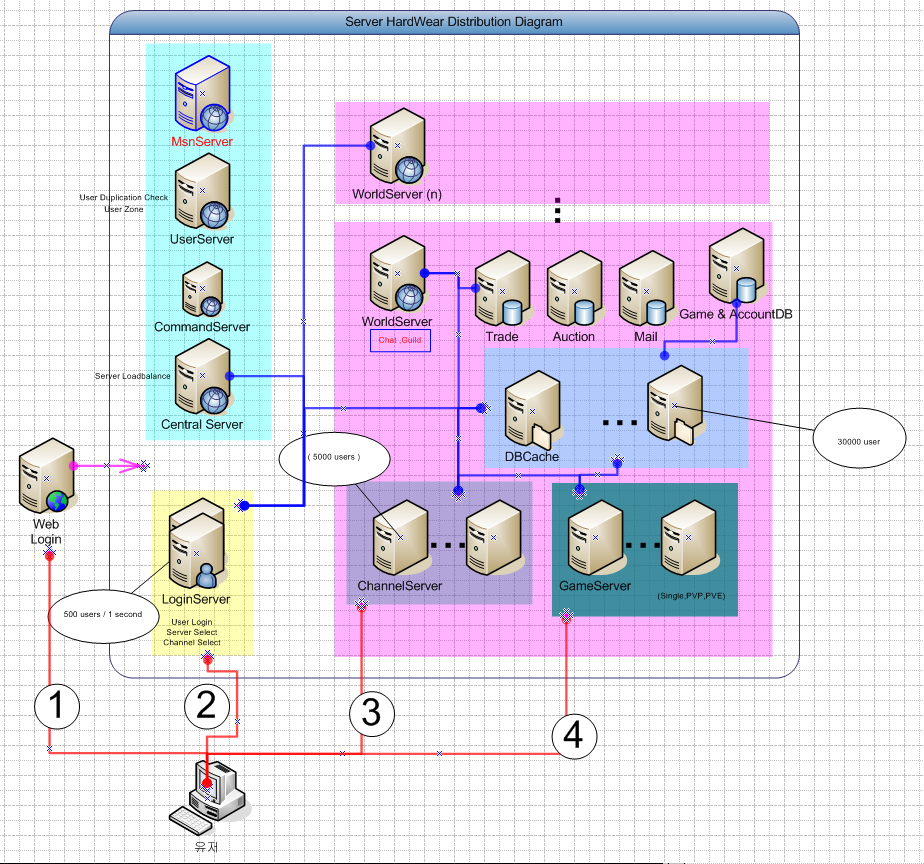 Server HardWear Distribution Diagram
MsnServer
User Duplication Check
User Zone
UserServer
CommandServer
Server Loadbalance
Central Server
WorldServer (n)
WorldServer
Chat ,Guild
Trade
Auction
Mail
Game & AccountDB
DBCache
30000 user
( 5000 users )
Web
Login
ChannelServer
GameServer
(Single,PVP,PVE)
LoginServer
500 users / 1 second
User Login
Server Select
Channel Select
1
2
3
4
유저